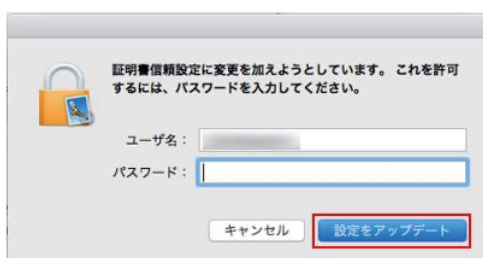 証明書信頼設定に変更を加えようとしています。 これを許可
するには、パスワードを入力してください。
ユーザ名：
パスワード：
キャンセル 設定をアップデート